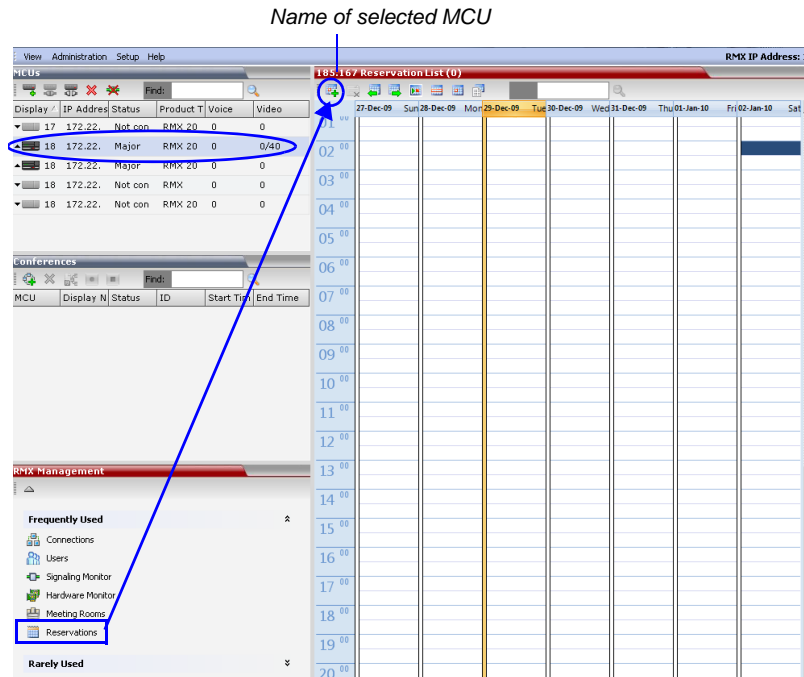 Name of selected MCU
View Administration Setup Help RMX IP Address:
MCUs
185.167 Reservation List (0)
Find:
Display IP Addres Status Product T Voice Video
27-Dec-09 Sun 28-Dec-09 Mon 29-Dec-09 Tue 30-Dec-09 Wed 31-Dec-09 Thu 01-Jan-10 Fri 02-Jan-10 Sat
17 172.22. Not con RMX 20 0 0
18 172.22. Major RMX 20 0 0/40
18 172.22. Major RMX 20 0 0
18 172.22. Not con RMX 0 0
18 172.22. Not con RMX 20 0 0
Conferences
Find:
MCU Display N Status ID Start Tim End Time
RMX Management
Frequently Used
Connections
Users
Signaling Monitor
Hardware Monitor
Meeting Rooms
Reservations
Rarely Used
01 00
02 00
03 00
04 00
05 00
06 00
07 00
08 00
09 00
10 00
11 00
12 00
13 00
14 00
15 00
16 00
17 00
18 00
19 00
20 00